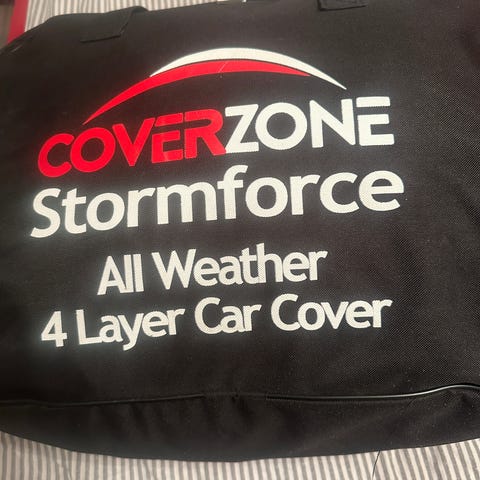 COVERZONE
Stormforce
All Weather
4 Layer Car Cover